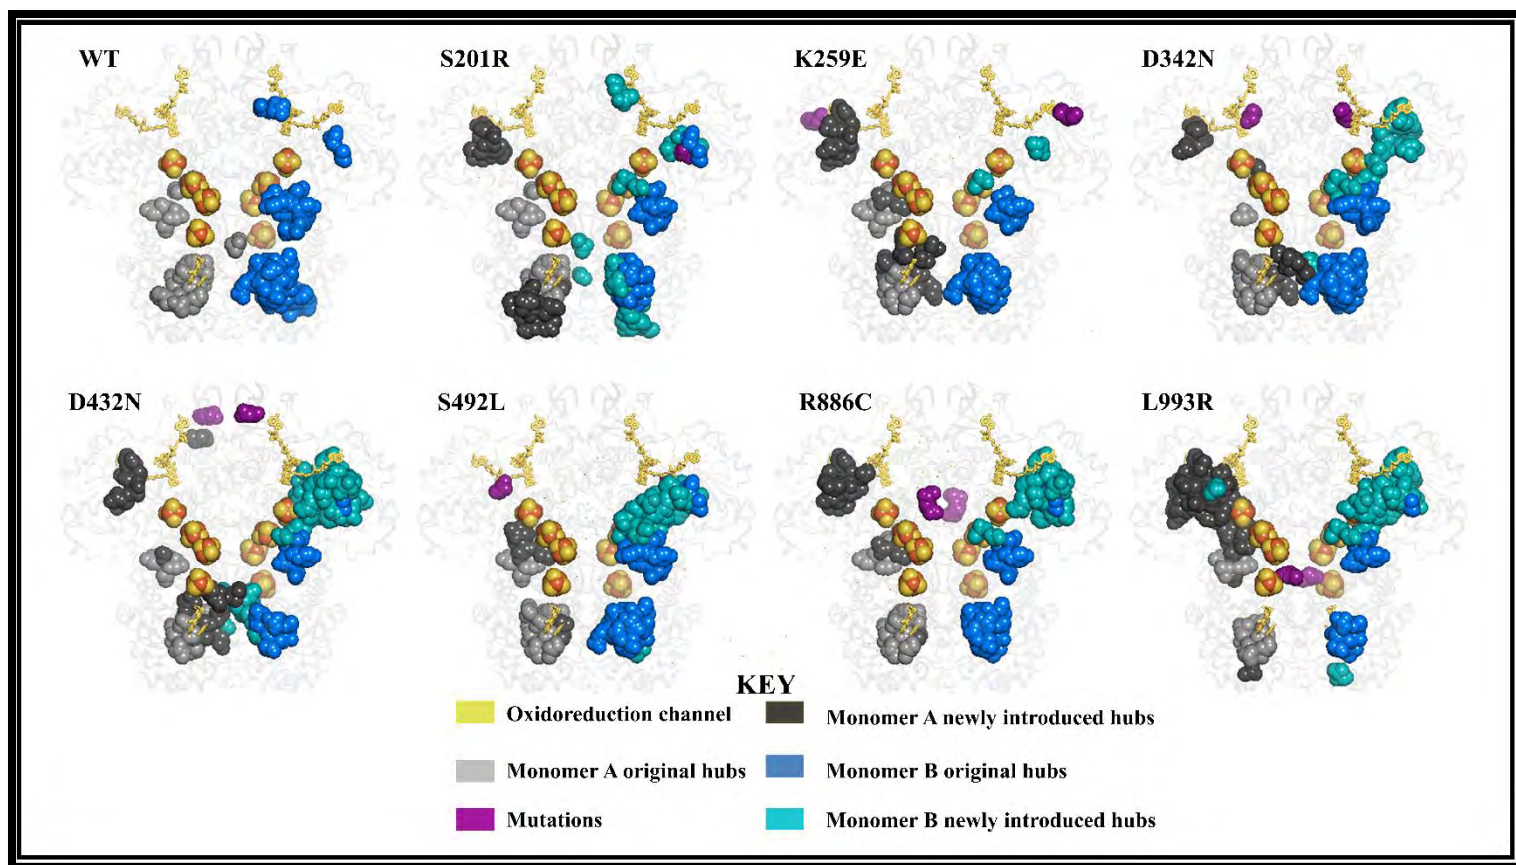 WT
S201R
K259E
D342N
D432N
S492L
R886C
L993R
KEY
Oxidoreduction channel
Monomer A newly introduced hubs
Monomer A original hubs
Monomer B original hubs
Mutations
Monomer B newly introduced hubs